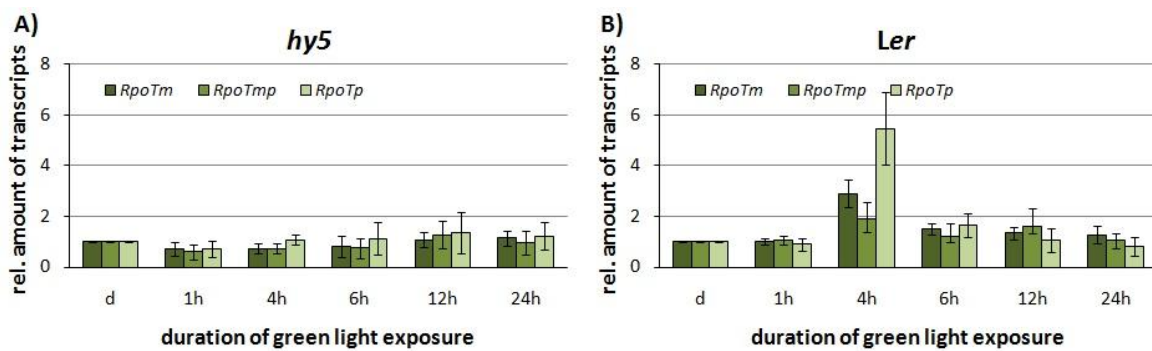 A)
hy5
rel. amount of transcripts
8
6
4
2
0
RpoTm RpoTmp RpoTp
d 1h 4h 6h 12h 24h
duration of green light exposure
B)
Ler
rel. amount of transcripts
8
6
4
2
0
RpoTm RpoTmp RpoTp
d 1h 4h 6h 12h 24h
duration of green light exposure